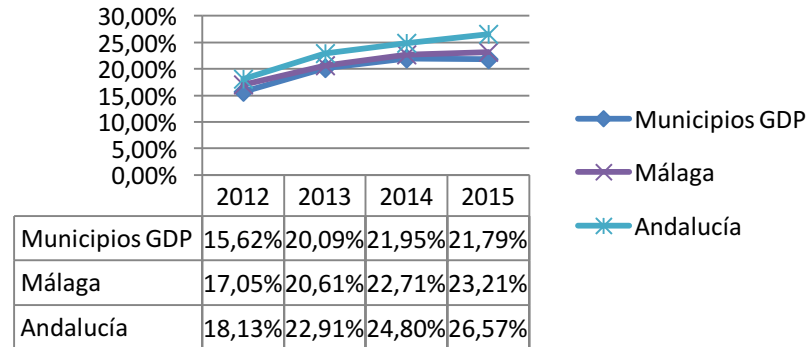 30,00%
25,00%
20,00%
15,00%
10,00%
5,00%
0,00%
Municipios GDP
Málaga
Andalucía
2012 2013 2014 2015
Municipios GDP 15,62% 20,09% 21,95% 21,79%
Málaga 17,05% 20,61% 22,71% 23,21%
Andalucía 18,13% 22,91% 24,80% 26,57%